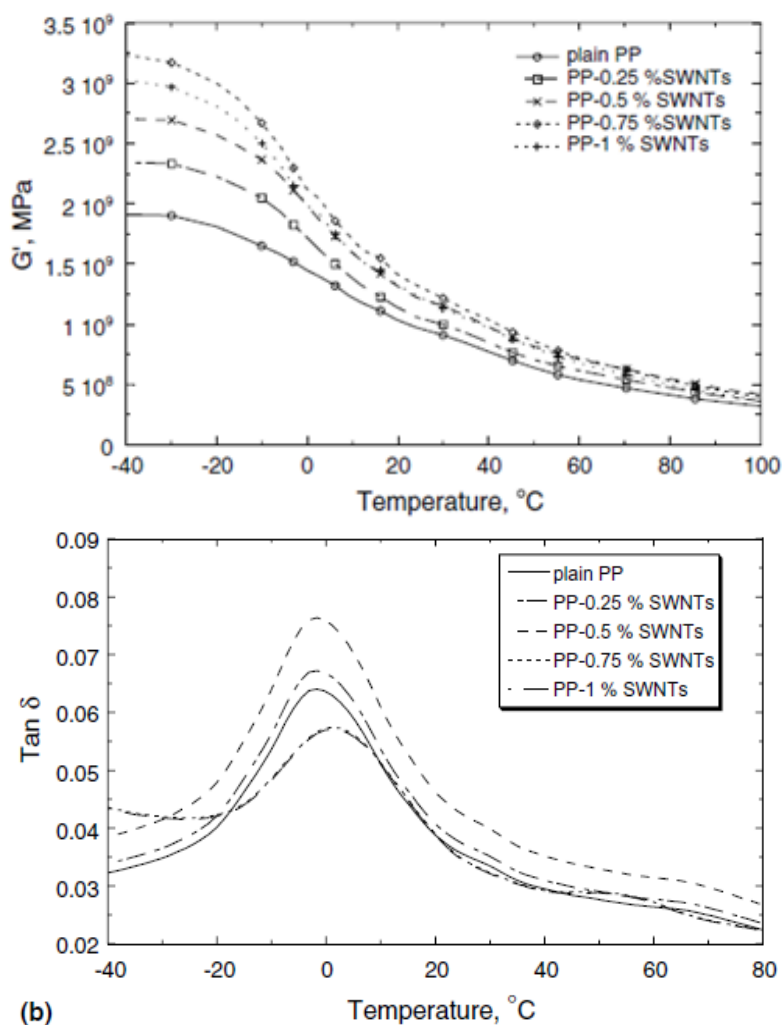 3.5 10⁹
3 10⁹
2.5 10⁹
2 10⁹
1.5 10⁹
1 10⁹
5 10⁸
0
G', MPa
plain PP
PP-0.25 %SWNTs
PP-0.5 % SWNTs
PP-0.75 %SWNTs
PP-1 % SWNTs
-40 -20 0 20 40 60 80 100
Temperature, °C
0.09
0.08
0.07
0.06
0.05
0.04
0.03
0.02
Tan δ
plain PP
PP-0.25 % SWNTs
PP-0.5 % SWNTs
PP-0.75 % SWNTs
PP-1 % SWNTs
-40 -20 0 20 40 60 80
(b) Temperature, °C